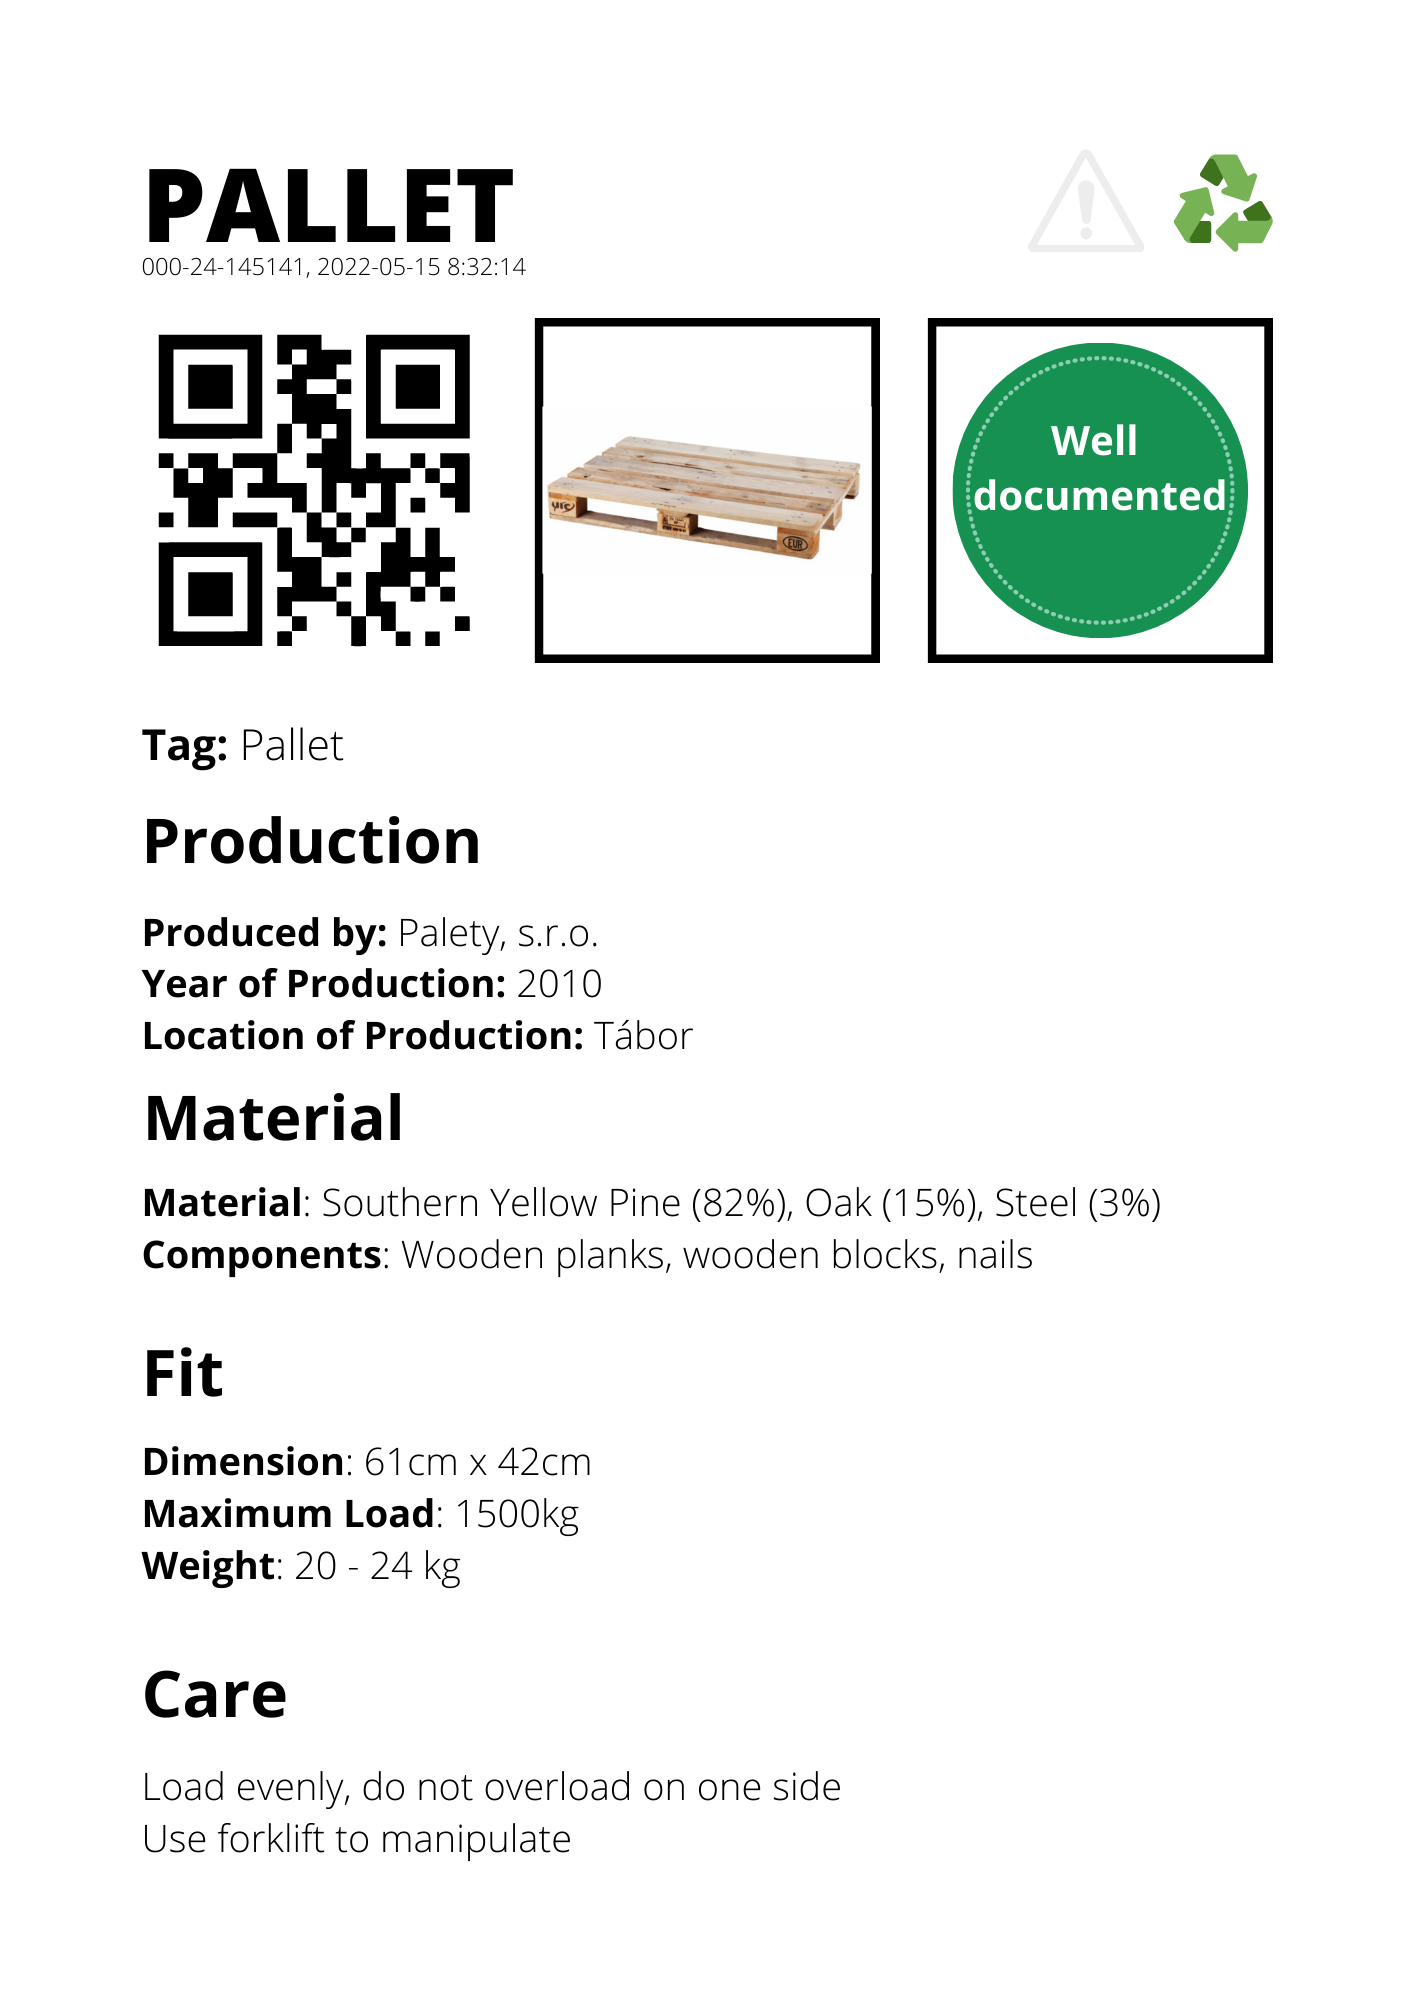 PALLET
000-24-145141, 2022-05-15 8:32:14
EUR
Well
documented
Tag: Pallet
Production
Produced by: Palety, s.r.o.
Year of Production: 2010
Location of Production: Tábor
Material
Material: Southern Yellow Pine (82%), Oak (15%), Steel (3%)
Components: Wooden planks, wooden blocks, nails
Fit
Dimension: 61cm x 42cm
Maximum Load: 1500kg
Weight: 20 - 24 kg
Care
Load evenly, do not overload on one side
Use forklift to manipulate